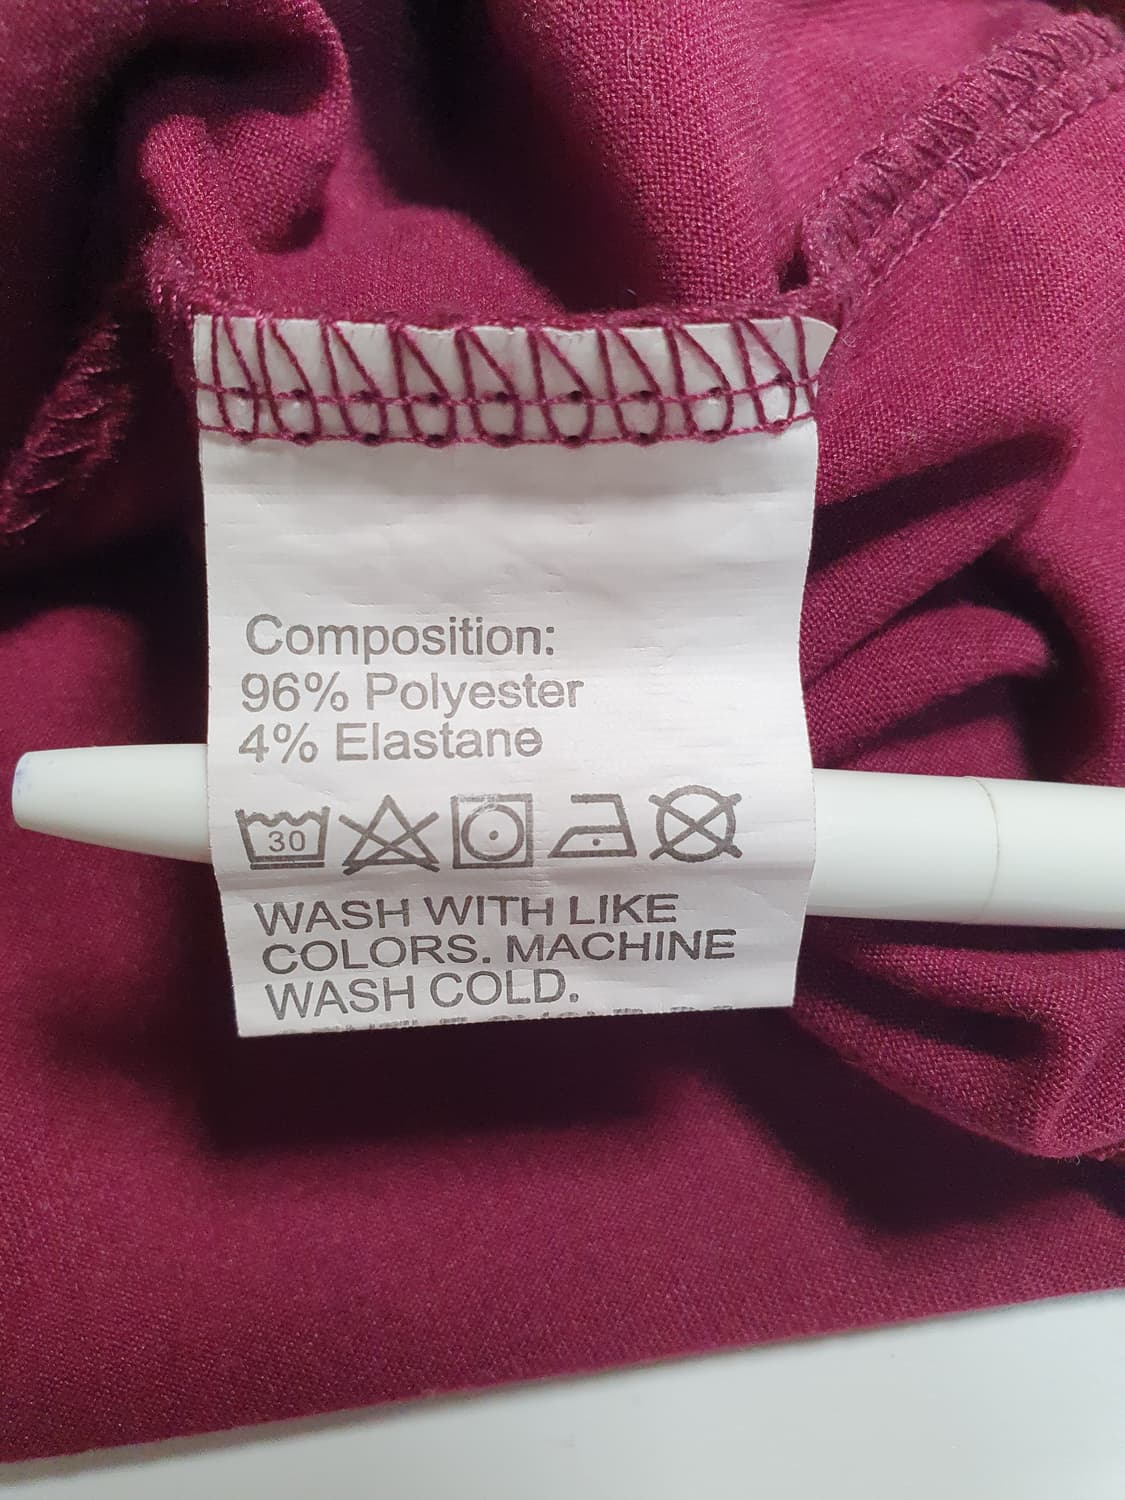 Composition:
96% Polyester
4% Elastane
30
WASH WITH LIKE
COLORS. MACHINE
WASH COLD.